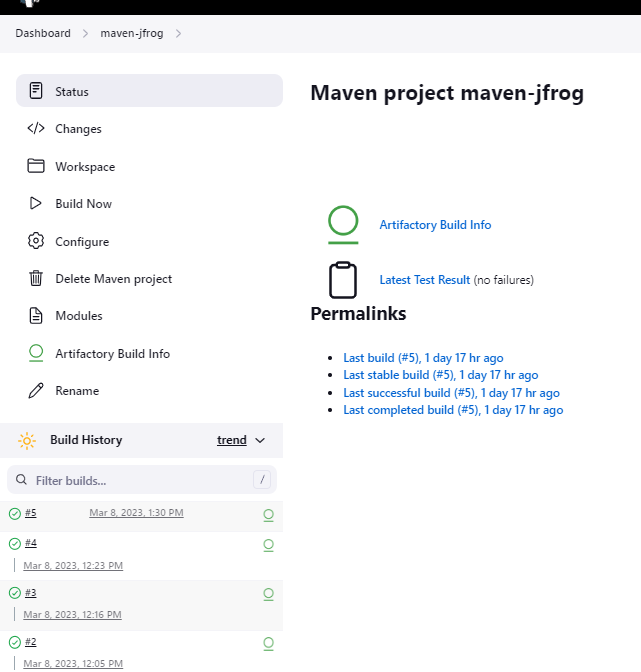 Dashboard
maven-jfrog
Status
Changes
Workspace
Build Now
Configure
Delete Maven project
Modules
Artifactory Build Info
Rename
Build History
trend
Filter builds...
/
#5
Mar 8, 2023, 1:30 PM
#4
Mar 8, 2023, 12:23 PM
#3
Mar 8, 2023, 12:16 PM
#2
Mar 8, 2023, 12:05 PM
Maven project maven-jfrog
Artifactory Build Info
Latest Test Result (no failures)
Permalinks
Last build (#5), 1 day 17 hr ago
Last stable build (#5), 1 day 17 hr ago
Last successful build (#5), 1 day 17 hr ago
Last completed build (#5), 1 day 17 hr ago